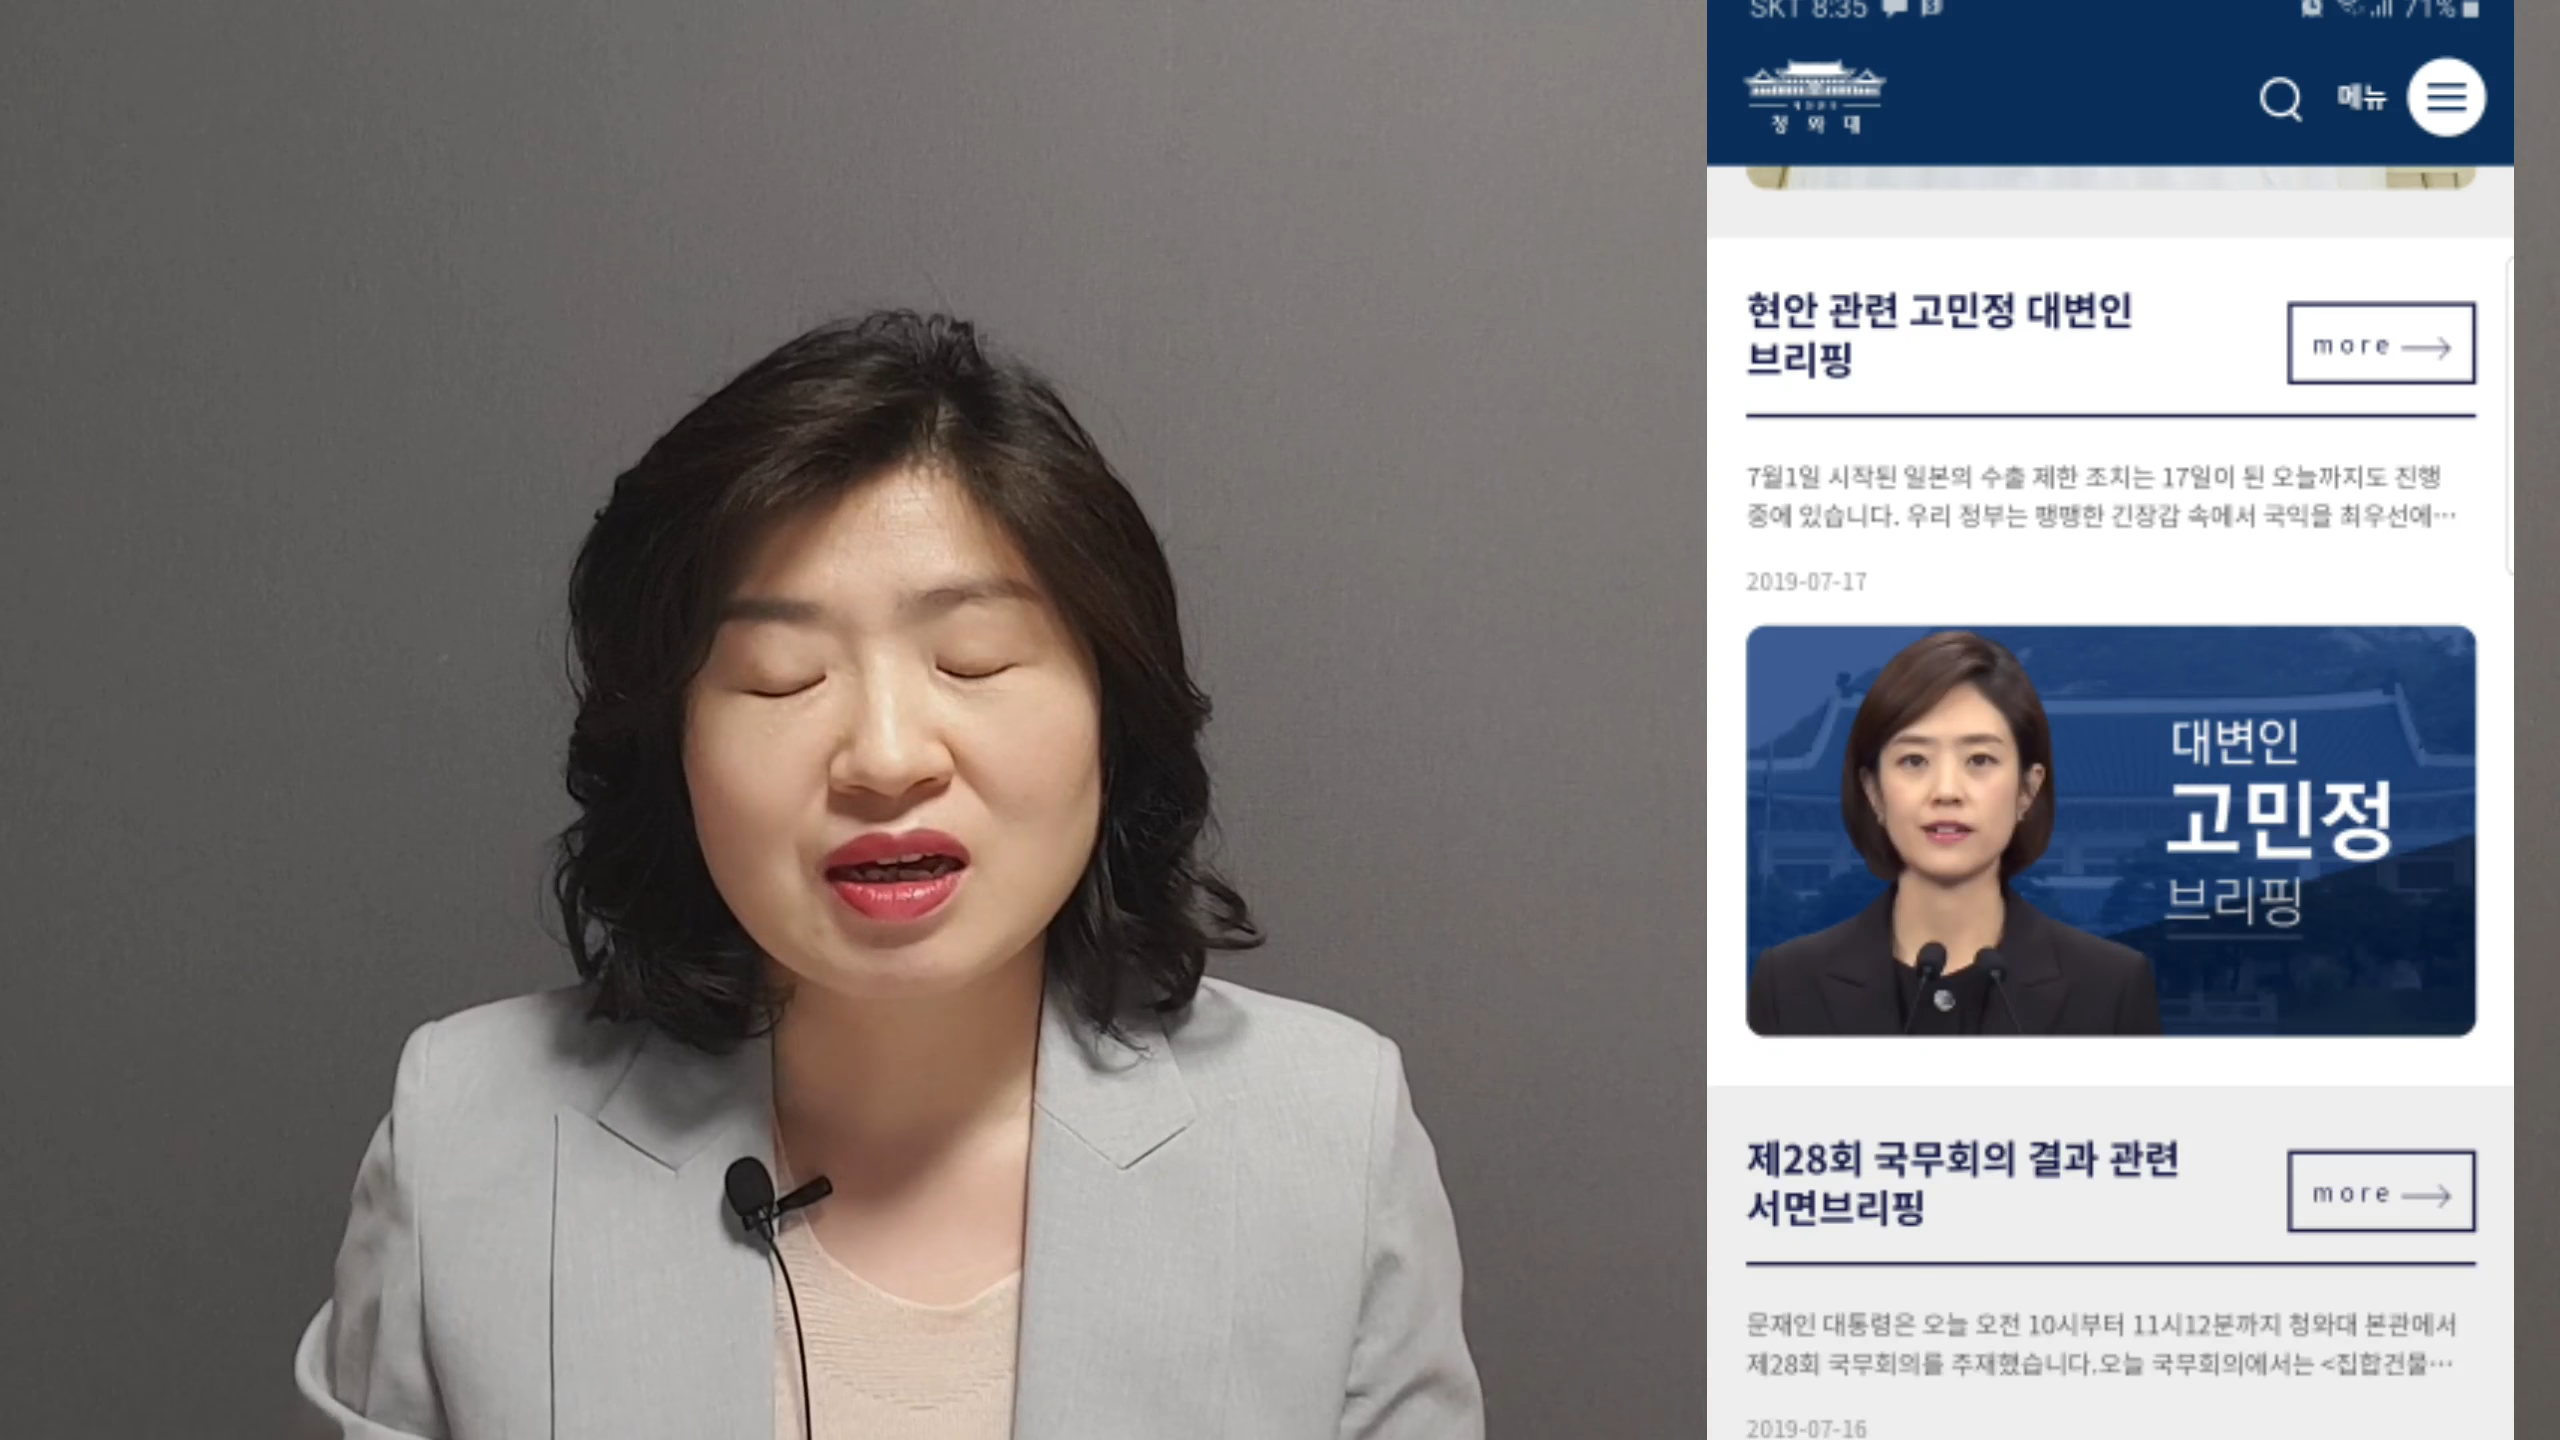 SKT 8:35
71%
청와대
메뉴
현안 관련 고민정 대변인
브리핑
more
7월1일 시작된 일본의 수출 제한 조치는 17일이 된 오늘까지도 진행
중에 있습니다. 우리 정부는 팽팽한 긴장감 속에서 국익을 최우선에…
2019-07-17
대변인
고민정
브리핑
제28회 국무회의 결과 관련
서면브리핑
more
문재인 대통령은 오늘 오전 10시부터 11시12분까지 청와대 본관에서
제28회 국무회의를 주재했습니다.오늘 국무회의에서는 <집합건물…
2019-07-16